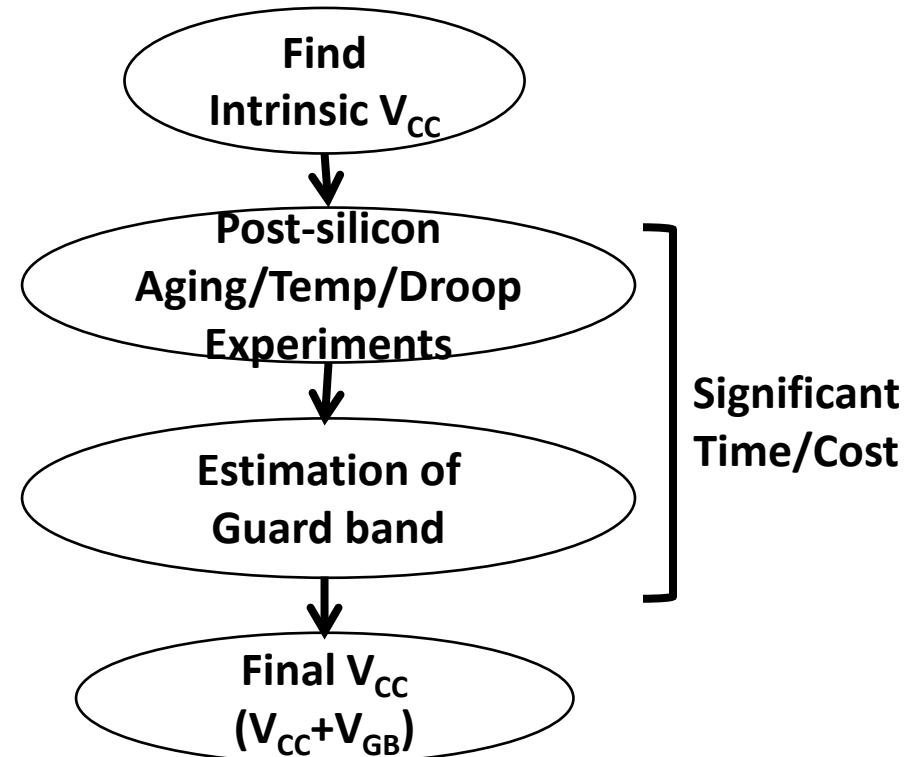 Find
Intrinsic V_CC
Post-silicon
Aging/Temp/Droop
Experiments
Significant
Time/Cost
Estimation of
Guard band
Final V_CC
(V_CC+V_GB)